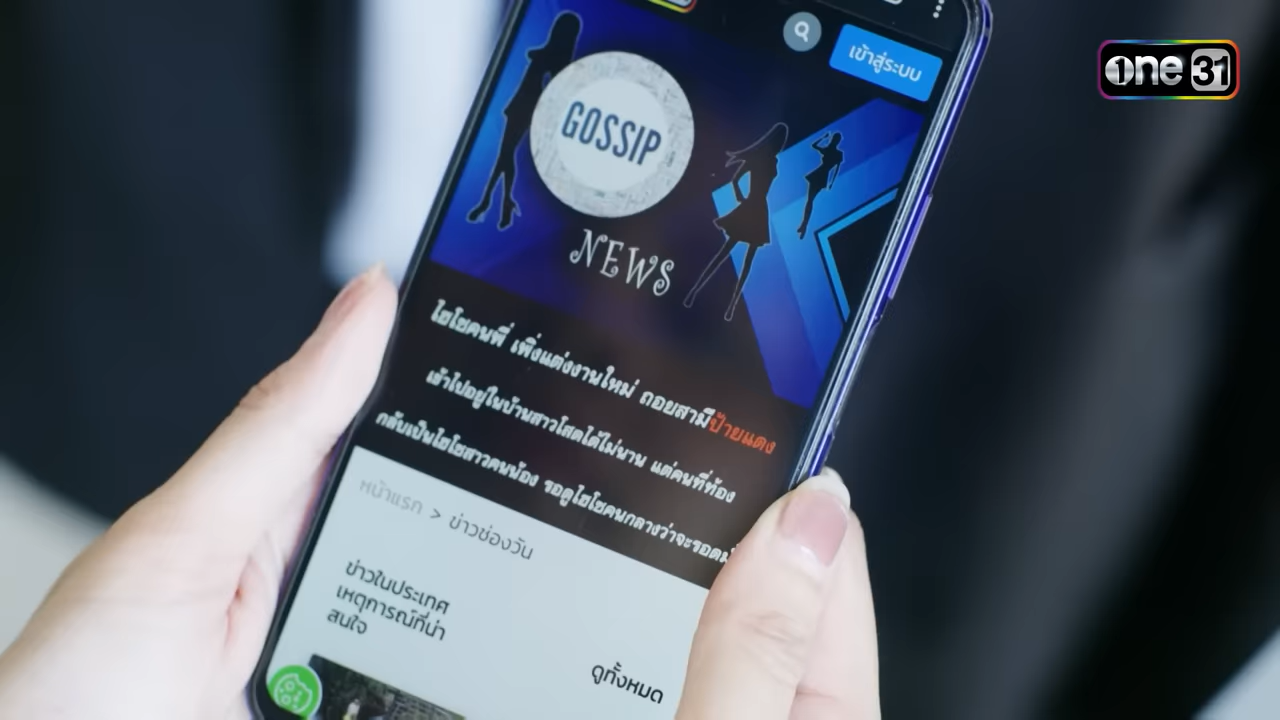 one 31
เข้าสู่ระบบ
GOSSIP
NEWS
ไฮโซคนพี่ เพิ่งแต่งงานใหม่ ถอยสามีป้ายแดง
เข้าไปอยู่ในบ้านสาวโสดได้ไม่นาน แต่คนที่ท้อง
กลับเป็นไฮโซสาวคนน้อง รอดูไฮโซคนกลางว่าจะรอด
หน้าแรก > ข่าวช่องวัน
ข่าวในประเทศ
เหตุการณ์ที่น่า
สนใจ
ดูทั้งหมด